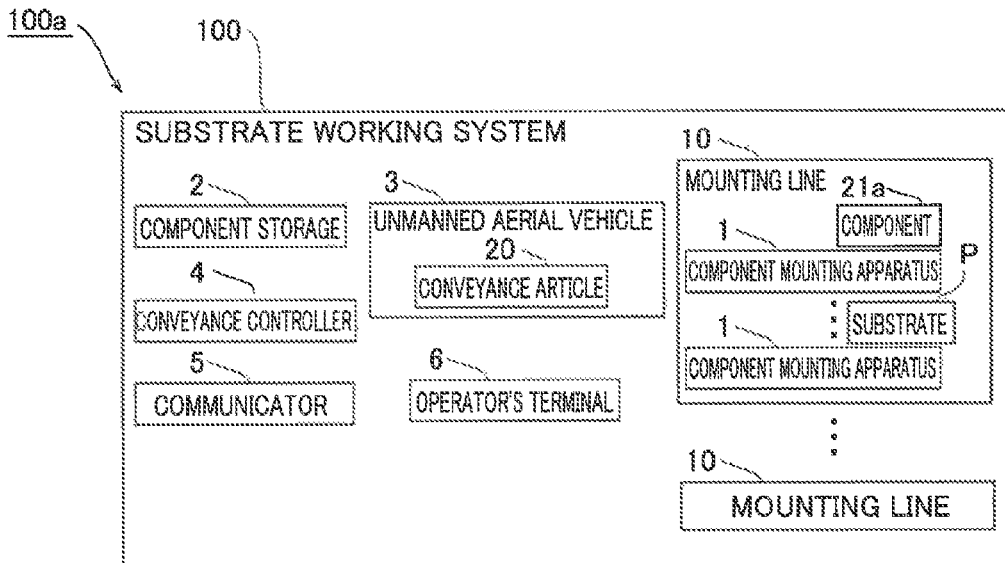 100a
100
SUBSTRATE WORKING SYSTEM
2
COMPONENT STORAGE
4
CONVEYANCE CONTROLLER
5
COMMUNICATOR
3
UNMANNED AERIAL VEHICLE
20
CONVEYANCE ARTICLE
6
OPERATOR'S TERMINAL
10
MOUNTING LINE
21a
COMPONENT
1
COMPONENT MOUNTING APPARATUS
P
SUBSTRATE
1
COMPONENT MOUNTING APPARATUS
10
MOUNTING LINE